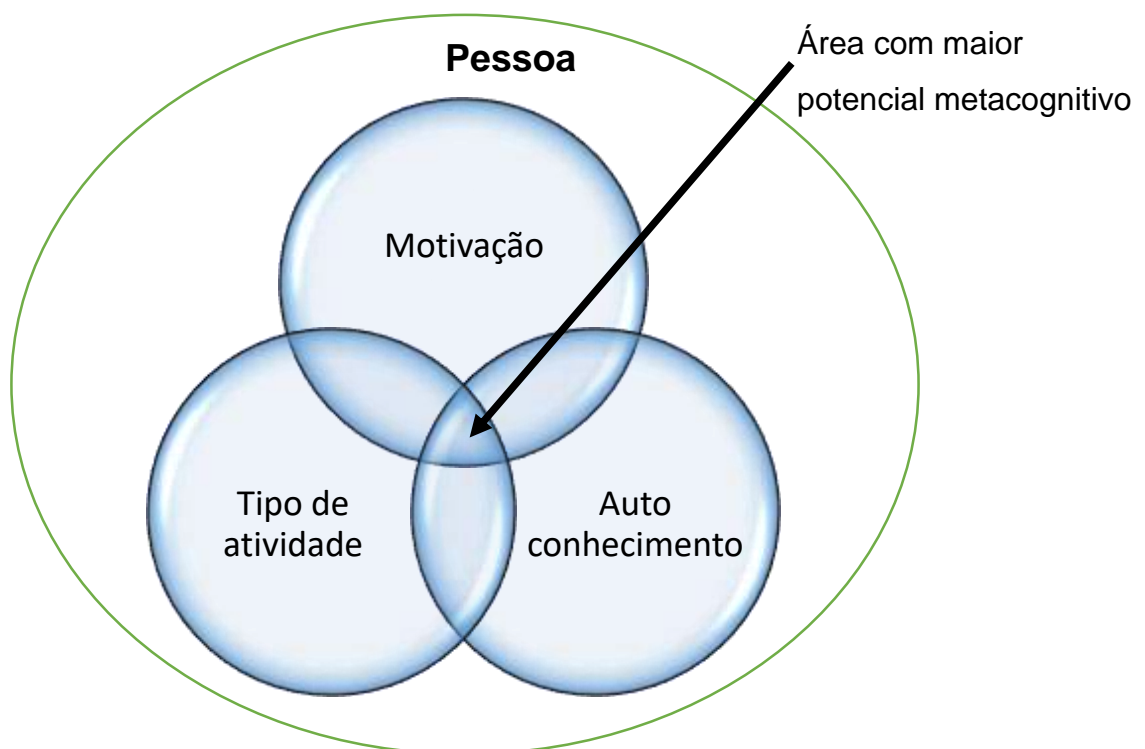 Pessoa
Área com maior
potencial metacognitivo
Motivação
Tipo de
atividade
Auto
conhecimento